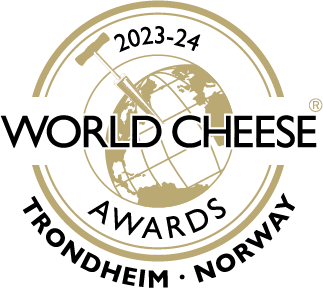 2023-24
WORLD CHEESE®
AWARDS
TRONDHEIM · NORWAY